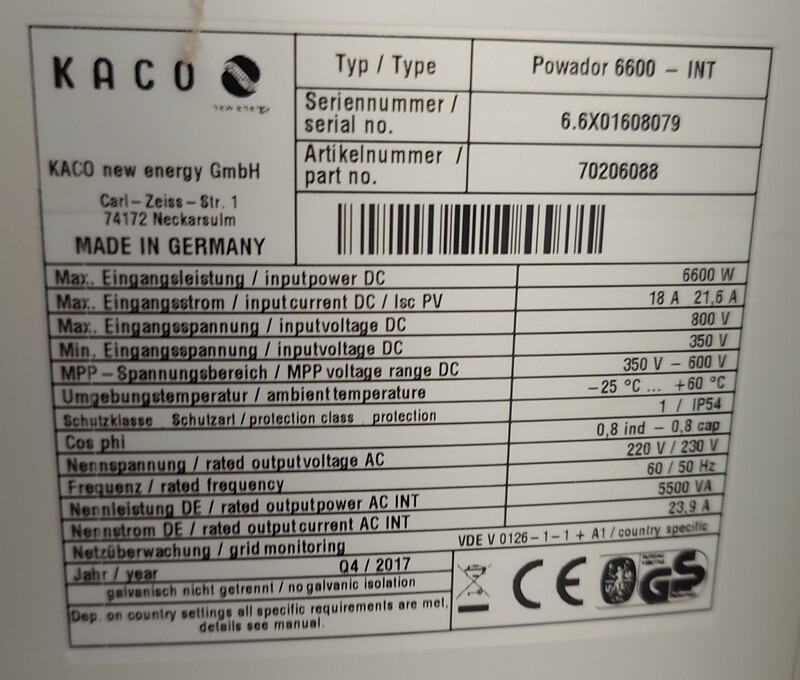 KACO
new energy
KACO new energy GmbH
Carl-Zeiss-Str. 1
74172 Neckarsulm
MADE IN GERMANY
Typ / Type Powador 6600 - INT
Seriennummer / serial no. 6.6X01608079
Artikelnummer / part no. 70206088
Max. Eingangsleistung / inputpower DC 6600 W
Max. Eingangsstrom / inputcurrent DC / Isc PV 18 A 21,6 A
Max. Eingangsspannung / inputvoltage DC 800 V
Min. Eingangsspannung / inputvoltage DC 350 V
MPP-Spannungsbereich / MPP voltage range DC 350 V - 600 V
Umgebungstemperatur / ambienttemperature -25 °C ... +60 °C
Schutzklasse Schutzart / protection class protection 1 / IP54
Cos phi 0,8 ind - 0,8 cap
Nennspannung / rated outputvoltage AC 220 V / 230 V
Frequenz / rated frequency 60 / 50 Hz
Nennleistung DE / rated outputpower AC INT 5500 VA
Nennstrom DE / rated outputcurrent AC INT 23,9 A
Netzüberwachung / grid monitoring VDE V 0126-1-1 + A1 / country specific
Jahr / year Q4 / 2017
galvanisch nicht getrennt / no galvanic isolation
Dep. on country settings all specific requirements are met,
details see manual.
CE
GS